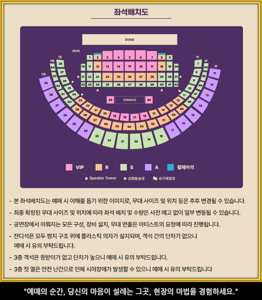 좌석배치도
STAGE
CONSOLE
VIP
R
S
A
휠체어석
Speaker Tower
- 본 좌석배치도는 예매 시 이해를 돕기 위한 이미지로, 무대 사이즈 및 위치 등은 추후 변경될 수 있습니다.
- 최종 확정된 무대 사이즈 및 위치에 따라 좌석 배치 및 수량은 사전 예고 없이 일부 변동될 수 있습니다.
- 공연장에서 이뤄지는 모든 구성, 장비 설치, 무대 연출은 아티스트의 요청에 따라 진행됩니다.
- 잔디석은 모두 평지 구조 위에 플라스틱 의자가 설치되며, 객석 간의 단차가 없으니
예매 시 유의 부탁드립니다.
- 3층 객석은 등받이가 없고 단차가 높으니 예매 시 유의 부탁드립니다.
- 3층 첫 열은 안전 난간으로 인해 시야장애가 발생할 수 있으니 예매 시 유의 부탁드립니다
"예매의 순간, 당신의 마음이 설레는 그곳, 현장의 마법을 경험하세요."